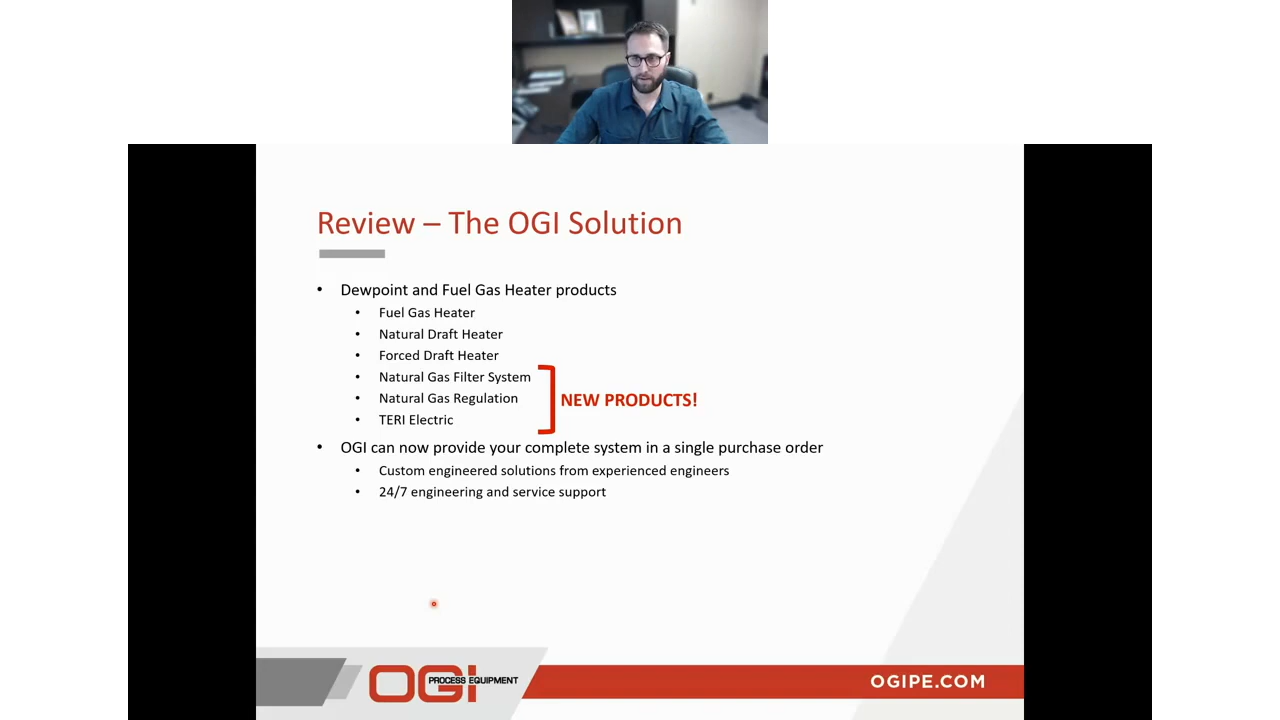 Review – The OGI Solution
• Dewpoint and Fuel Gas Heater products
• Fuel Gas Heater
• Natural Draft Heater
• Forced Draft Heater
• Natural Gas Filter System
• Natural Gas Regulation
• TERI Electric
NEW PRODUCTS!
• OGI can now provide your complete system in a single purchase order
• Custom engineered solutions from experienced engineers
• 24/7 engineering and service support
OGI PROCESS EQUIPMENT
OGIPE.COM